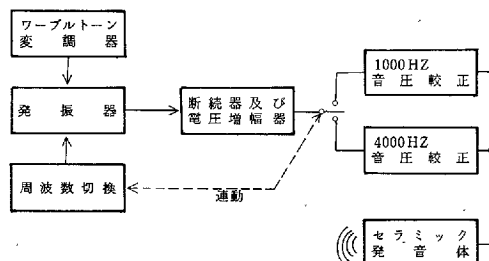 ワーブルトーン
変調器
発振器
周波数切換
断続器及び
電圧増幅器
連動
1000HZ
音圧較正
4000HZ
音圧較正
セラミック
発音体